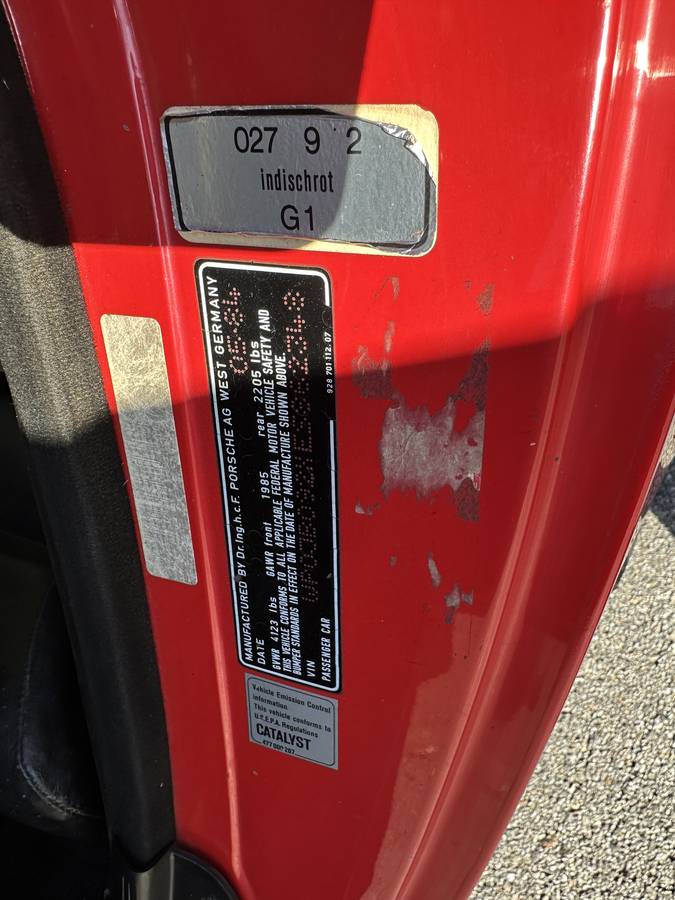 027 9 2
indischrot
G1
MANUFACTURED BY Dr.Ing.h.c.F. PORSCHE AG WEST GERMANY
DATE 05-84
GVWR 4123 lbs GAWR front 1985 rear 2205 lbs
THIS VEHICLE CONFORMS TO ALL APPLICABLE FEDERAL MOTOR VEHICLE SAFETY AND
BUMPER STANDARDS IN EFFECT ON THE DATE OF MANUFACTURE SHOWN ABOVE.
VIN
PASSENGER CAR
928 701 112.07
Vehicle Emission Control
information
This vehicle conforms to
U.S.E.P.A. Regulations
CATALYST